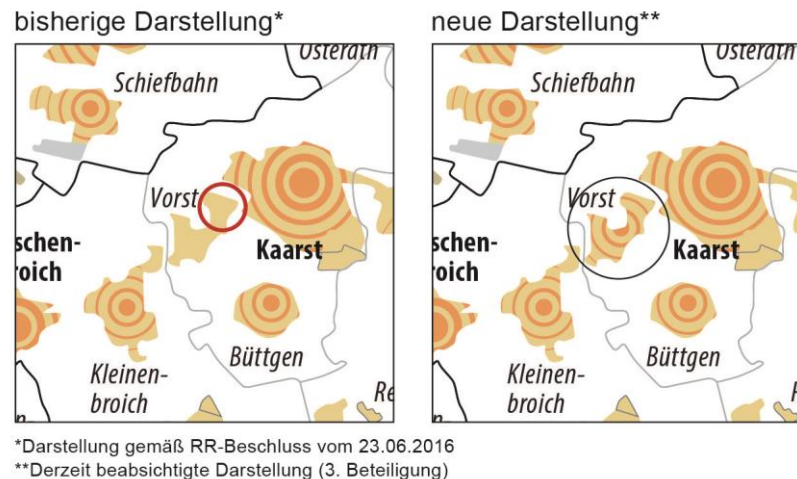 bisherige Darstellung*
neue Darstellung**
Osterath
Schiefbahn
Vorst
schen-
roich
Kaarst
Büttgen
Kleinen-
broich
Re
Osterath
Schiefbahn
Vorst
schen-
roich
Kaarst
Büttgen
Kleinen-
broich
*Darstellung gemäß RR-Beschluss vom 23.06.2016
**Derzeit beabsichtigte Darstellung (3. Beteiligung)